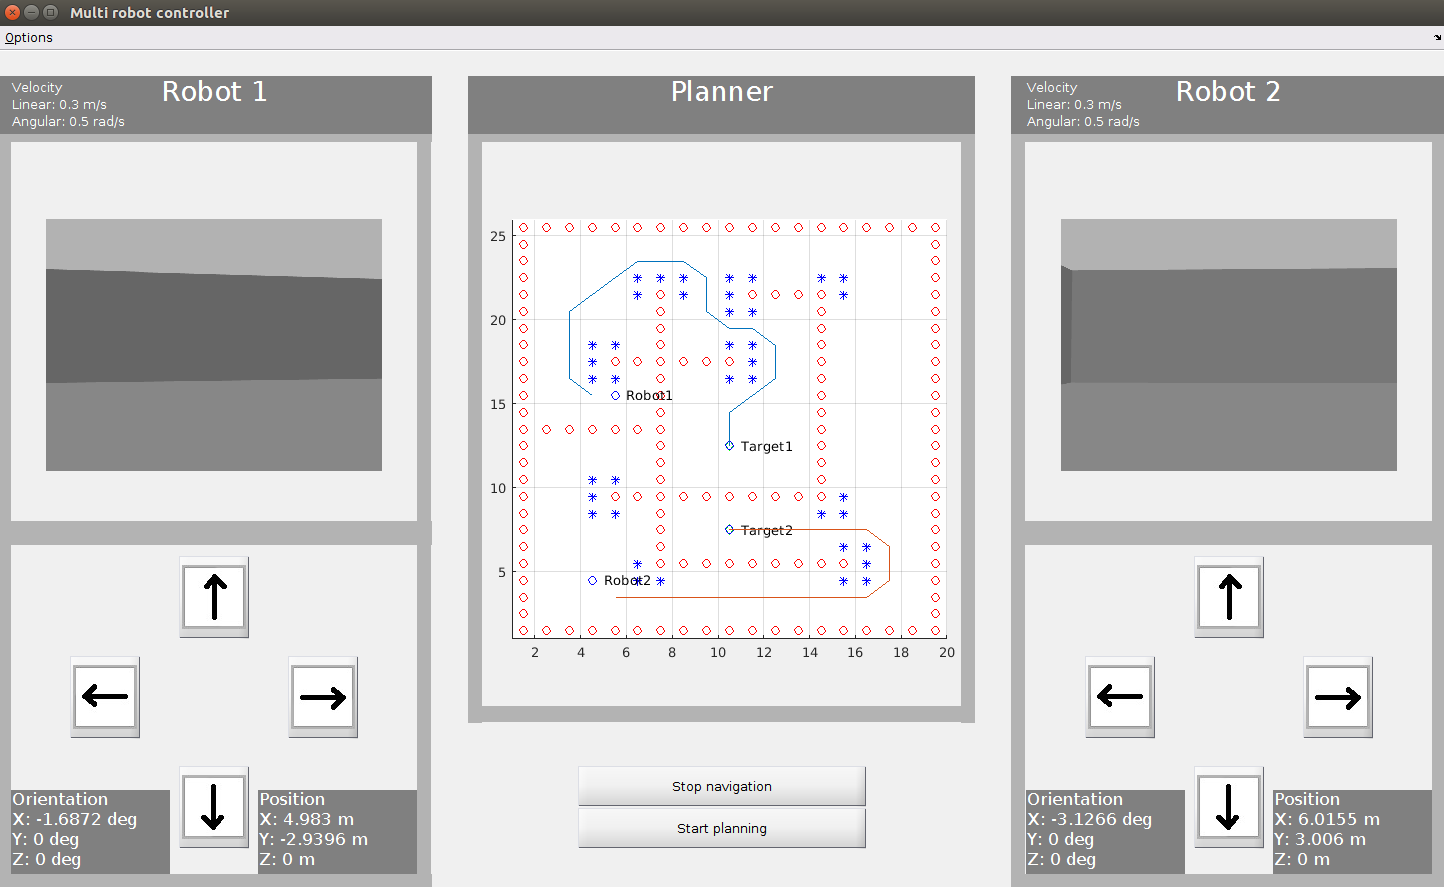 Multi robot controller
Options
Velocity
Linear: 0.3 m/s
Angular: 0.5 rad/s
Robot 1
Orientation
X: -1.6872 deg
Y: 0 deg
Z: 0 deg
Position
X: 4.983 m
Y: -2.9396 m
Z: 0 m
Planner
25
20
15
10
5
2 4 6 8 10 12 14 16 18 20
Robot1
Target1
Target2
Robot2
Stop navigation
Start planning
Velocity
Linear: 0.3 m/s
Angular: 0.5 rad/s
Robot 2
Orientation
X: -3.1266 deg
Y: 0 deg
Z: 0 deg
Position
X: 6.0155 m
Y: 3.006 m
Z: 0 m